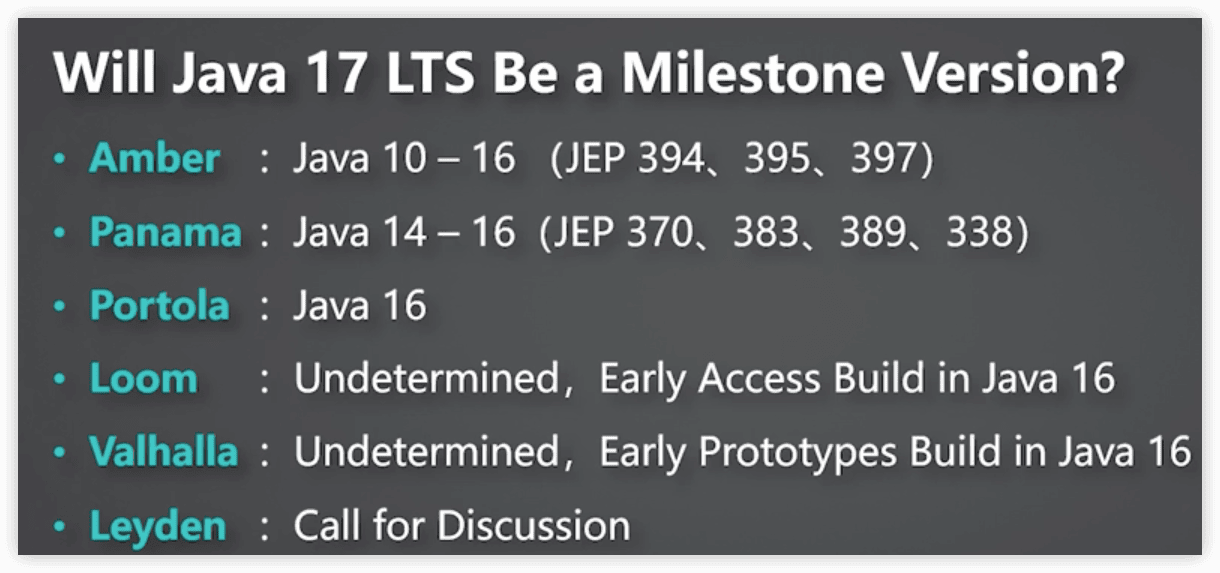 Will Java 17 LTS Be a Milestone Version?
• Amber : Java 10 – 16 (JEP 394、395、397)
• Panama : Java 14 – 16 (JEP 370、383、389、338)
• Portola : Java 16
• Loom : Undetermined，Early Access Build in Java 16
• Valhalla : Undetermined，Early Prototypes Build in Java 16
• Leyden : Call for Discussion